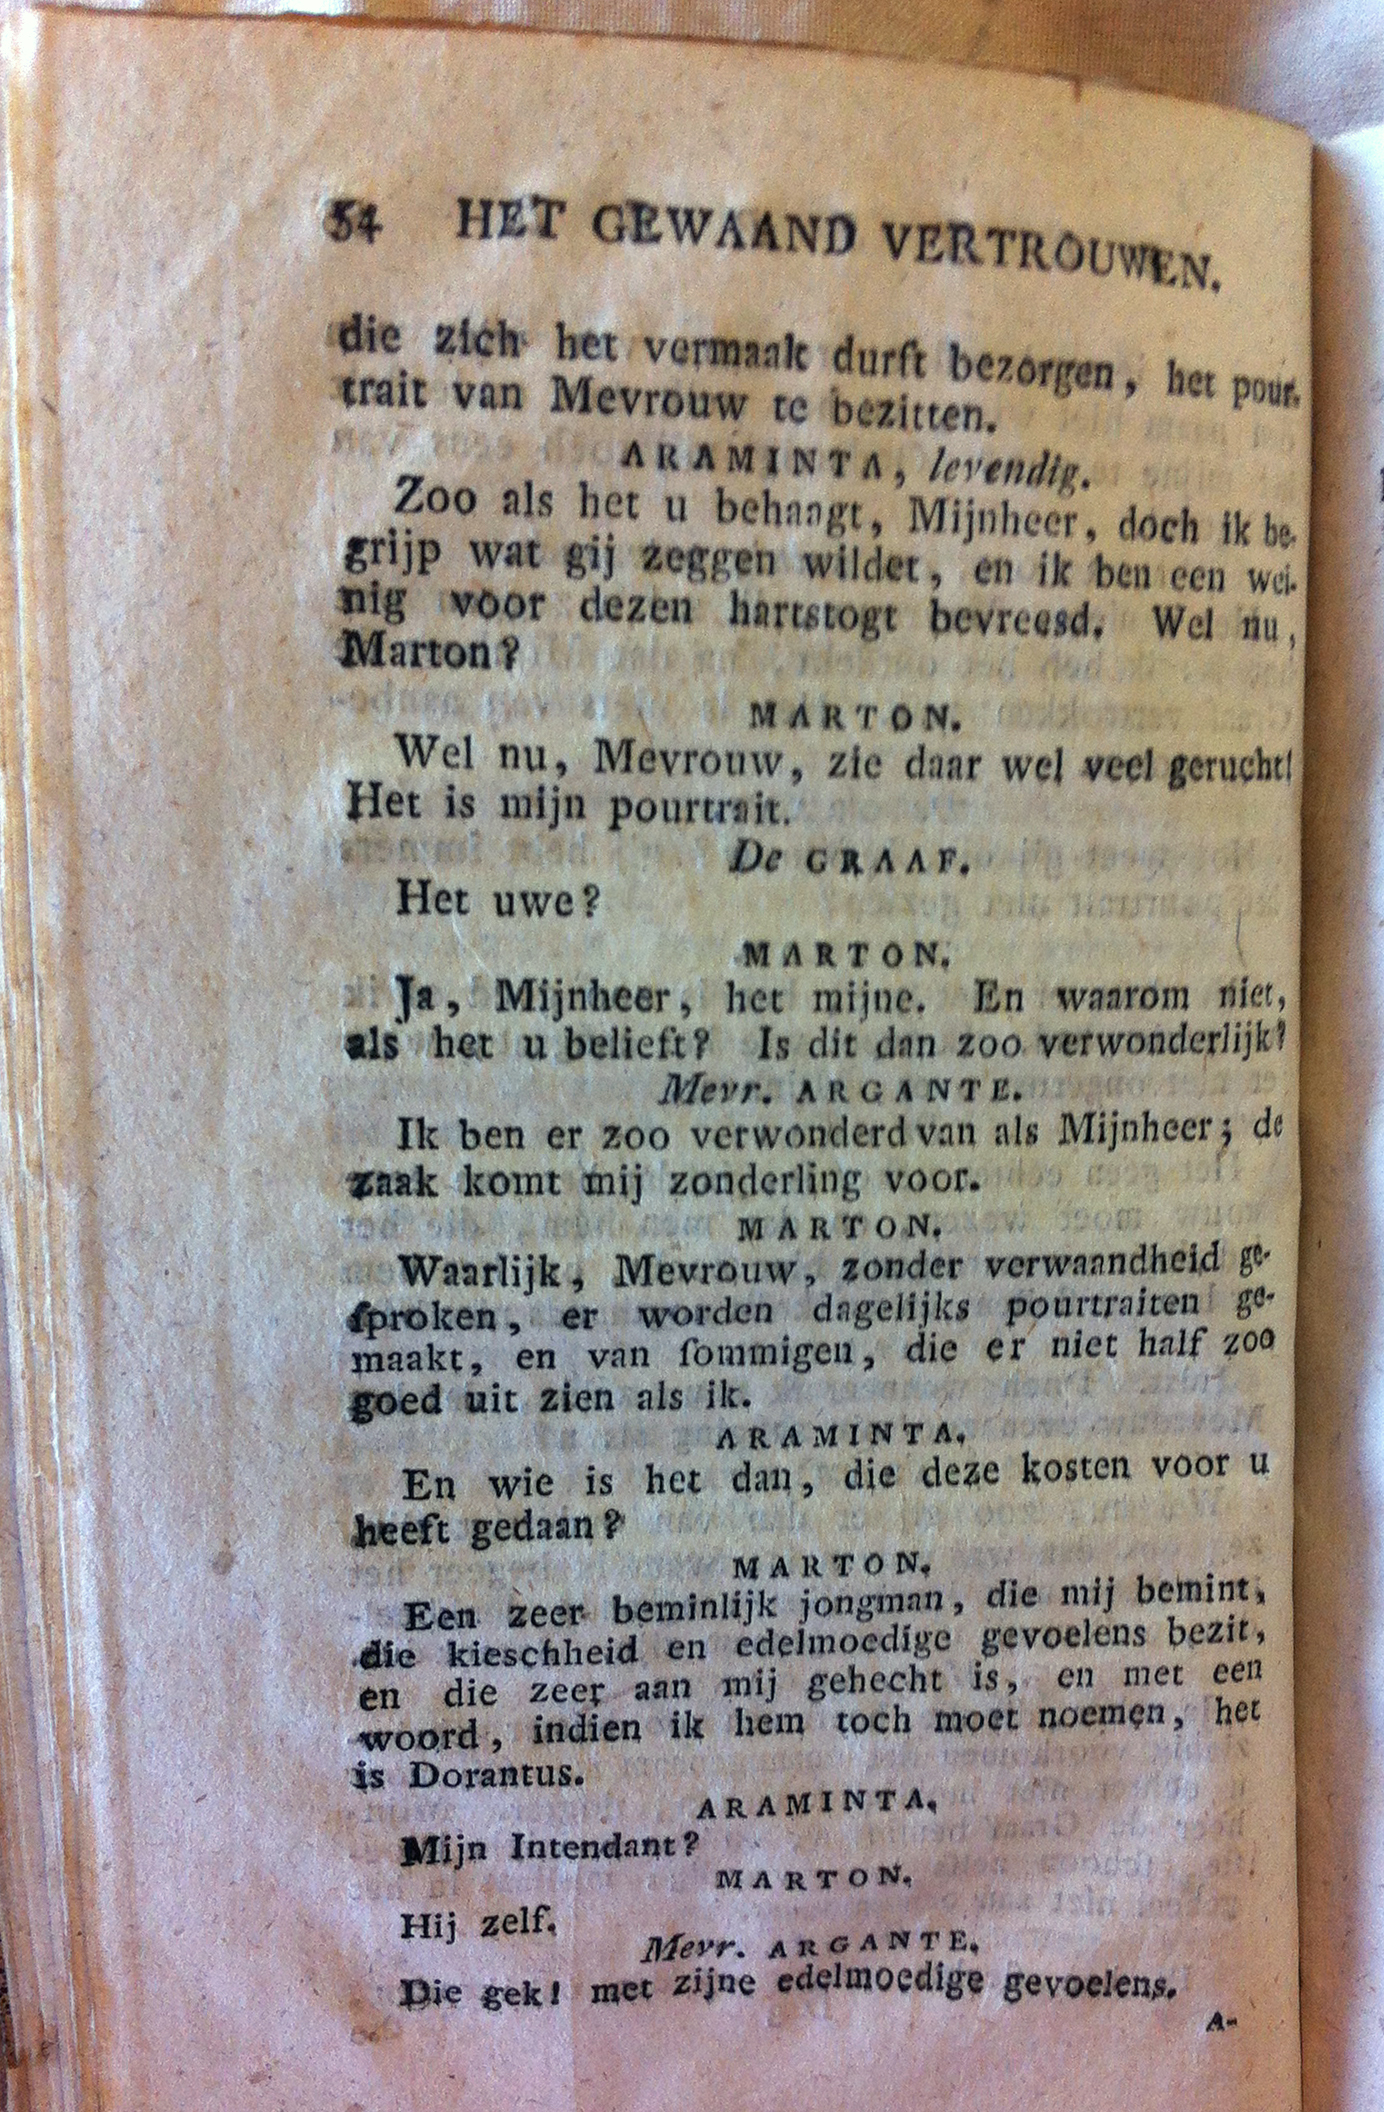 54 HET GEWAAND VERTROUWEN.
die zich het vermaak durft bezorgen, het pour-
trait van Mevrouw te bezitten.
ARAMINTA, levendig.
Zoo als het u behaagt, Mijnheer, doch ik be-
grijp wat gij zeggen wildet, en ik ben een wei-
nig voor dezen hartstogt bevreesd. Wel nu,
Marton?
MARTON.
Wel nu, Mevrouw, zie daar wel veel gerucht!
Het is mijn pourtrait.
De GRAAF.
Het uwe?
MARTON.
Ja, Mijnheer, het mijne. En waarom niet,
als het u belieft? Is dit dan zoo verwonderlijk?
Mevr. ARGANTE.
Ik ben er zoo verwonderd van als Mijnheer; de
zaak komt mij zonderling voor.
MARTON.
Waarlijk, Mevrouw, zonder verwaandheid ge-
ſproken, er worden dagelijks pourtraiten ge-
maakt, en van ſommigen, die er niet half zoo
goed uit zien als ik.
ARAMINTA.
En wie is het dan, die deze kosten voor u
heeft gedaan?
MARTON.
Een zeer beminlijk jongman, die mij bemint,
die kieschheid en edelmoedige gevoelens bezit,
en die zeer aan mij gehecht is, en met een
woord, indien ik hem toch moet noemen, het
is Dorantus.
ARAMINTA.
Mijn Intendant?
MARTON.
Hij zelf.
Mevr. ARGANTE.
Die gek! met zijne edelmoedige gevoelens.
A-